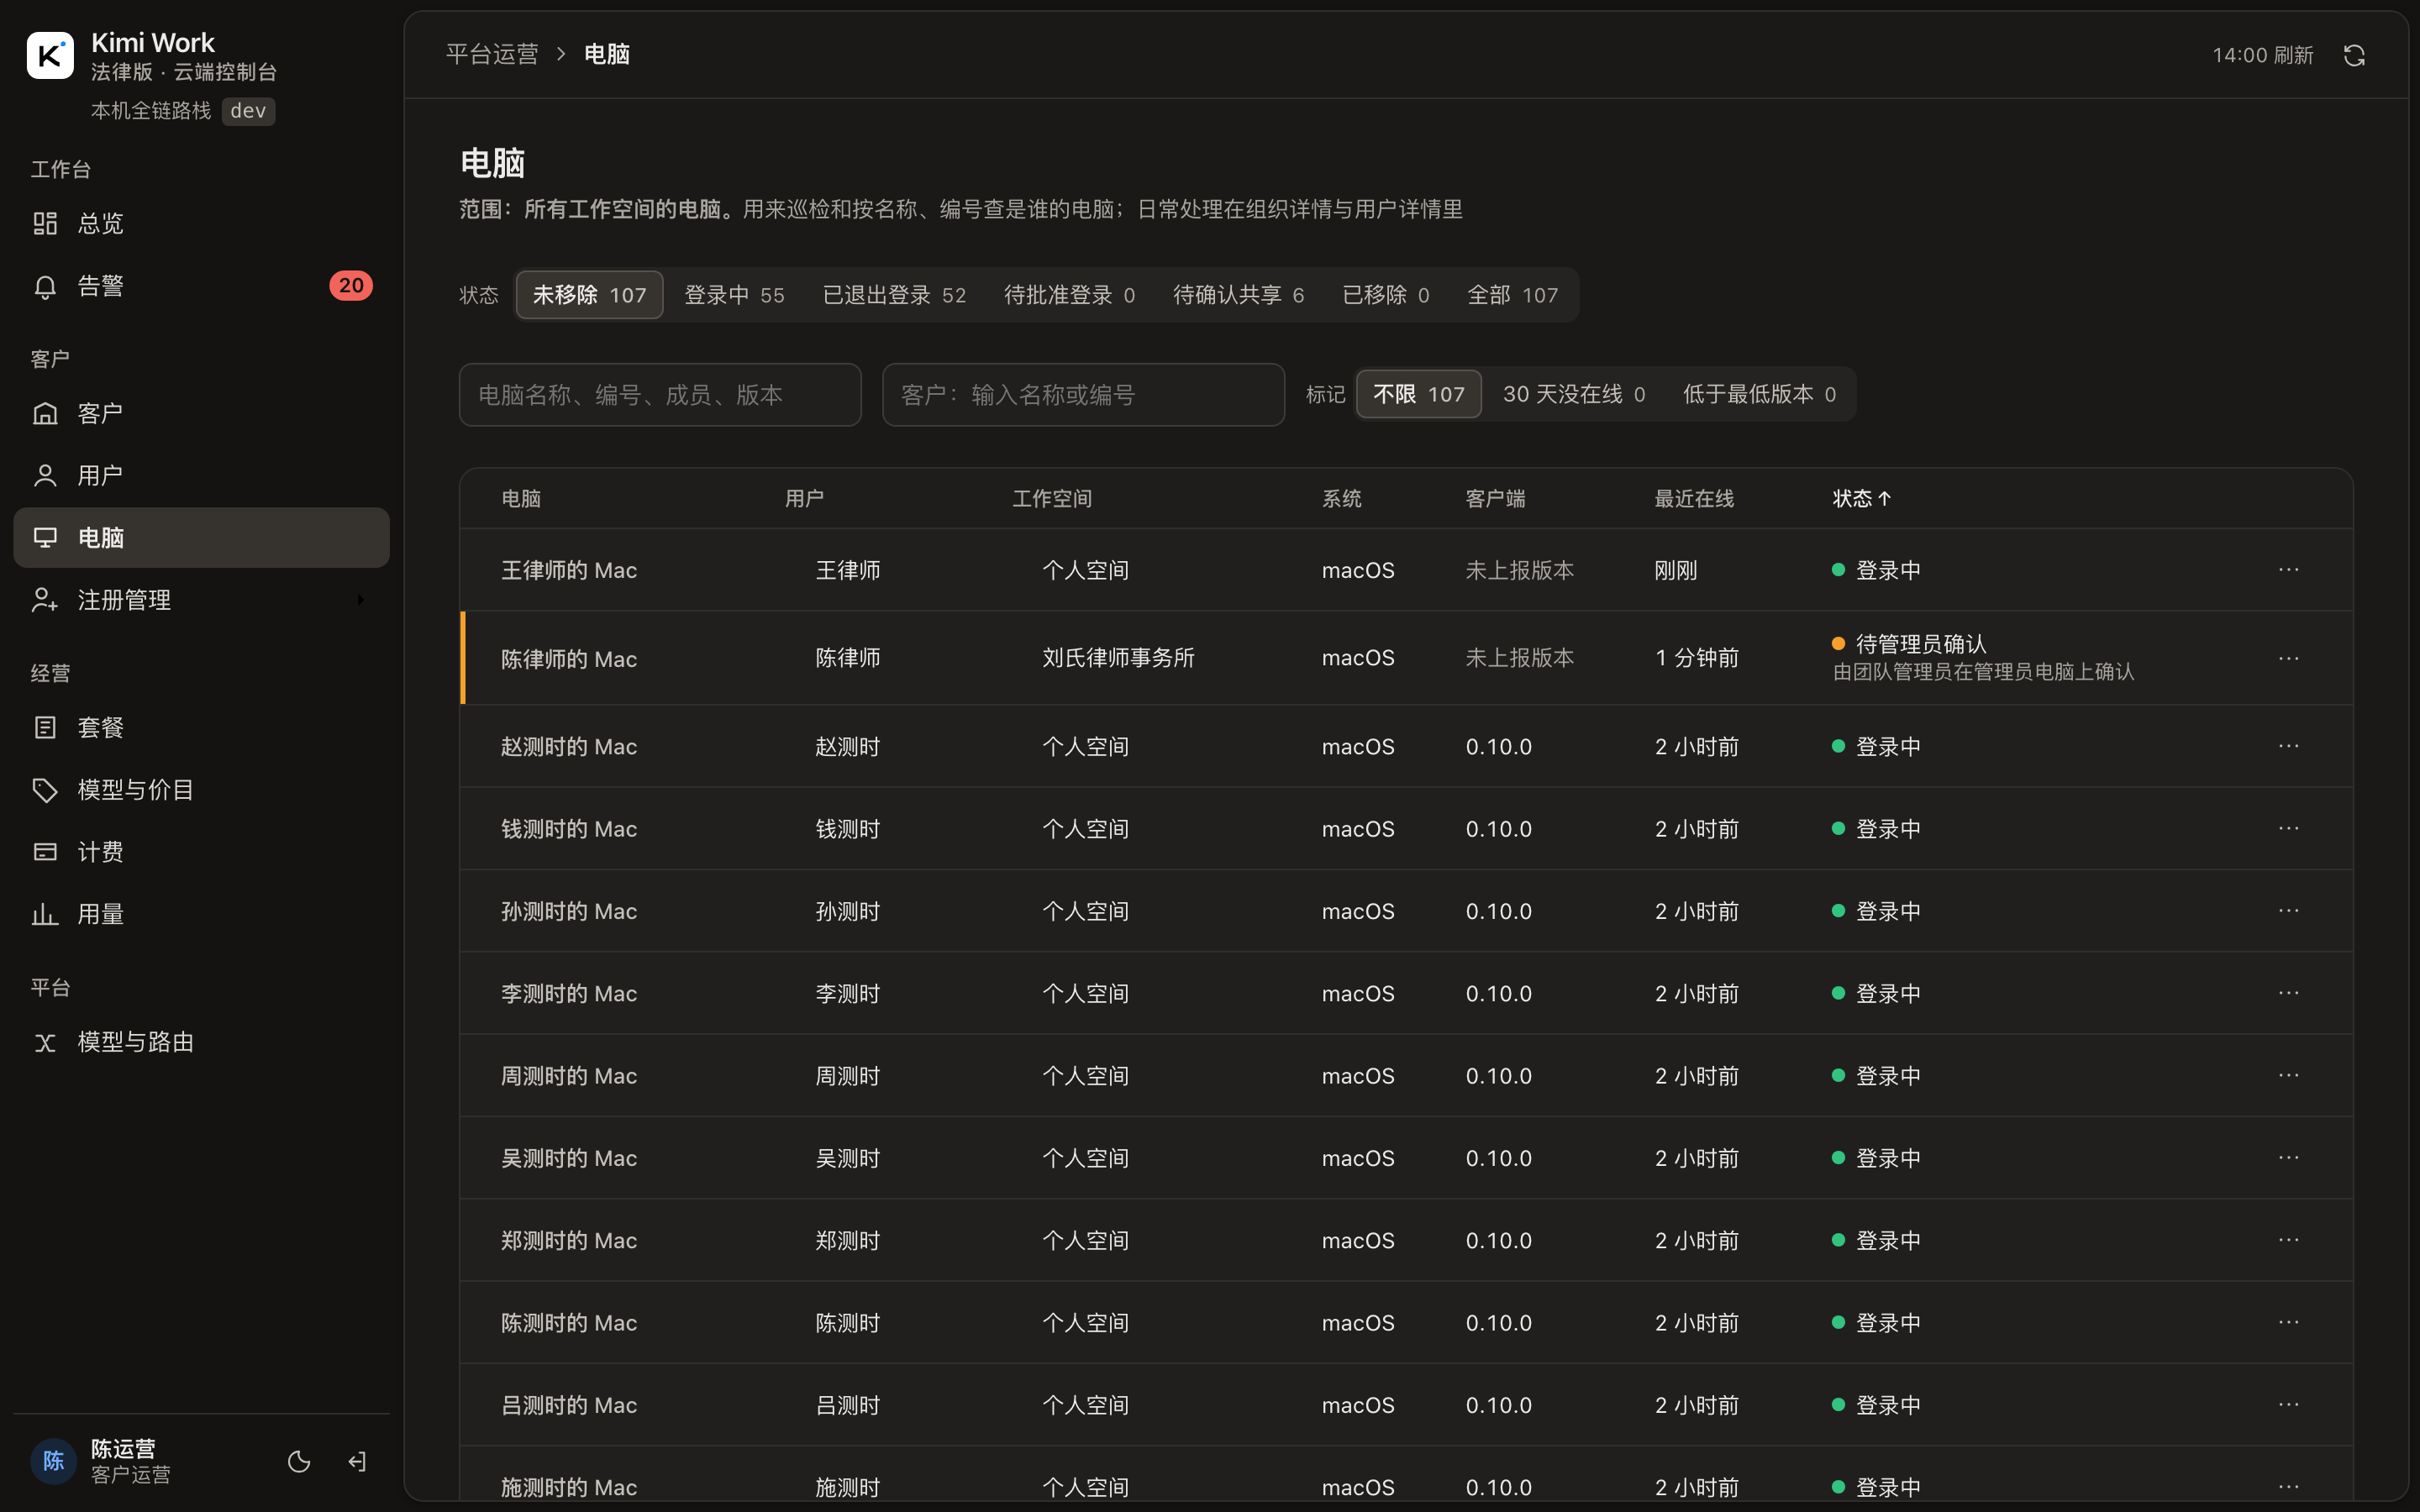 Kimi Work
法律版 · 云端控制台
本机全链路栈 dev
工作台
总览
告警 20
客户
客户
用户
电脑
注册管理
经营
套餐
模型与价目
计费
用量
平台
模型与路由
陈 陈运营
客户运营
平台运营 > 电脑 14:00 刷新
电脑
范围：所有工作空间的电脑。用来巡检和按名称、编号查是谁的电脑；日常处理在组织详情与用户详情里
状态 未移除 107 登录中 55 已退出登录 52 待批准登录 0 待确认共享 6 已移除 0 全部 107
电脑名称、编号、成员、版本 客户：输入名称或编号 标记 不限 107 30 天没在线 0 低于最低版本 0
电脑 用户 工作空间 系统 客户端 最近在线 状态 ↑
王律师的 Mac 王律师 个人空间 macOS 未上报版本 刚刚 登录中 ···
陈律师的 Mac 陈律师 刘氏律师事务所 macOS 未上报版本 1 分钟前 待管理员确认 ···
由团队管理员在管理员电脑上确认
赵测时的 Mac 赵测时 个人空间 macOS 0.10.0 2 小时前 登录中 ···
钱测时的 Mac 钱测时 个人空间 macOS 0.10.0 2 小时前 登录中 ···
孙测时的 Mac 孙测时 个人空间 macOS 0.10.0 2 小时前 登录中 ···
李测时的 Mac 李测时 个人空间 macOS 0.10.0 2 小时前 登录中 ···
周测时的 Mac 周测时 个人空间 macOS 0.10.0 2 小时前 登录中 ···
吴测时的 Mac 吴测时 个人空间 macOS 0.10.0 2 小时前 登录中 ···
郑测时的 Mac 郑测时 个人空间 macOS 0.10.0 2 小时前 登录中 ···
陈测时的 Mac 陈测时 个人空间 macOS 0.10.0 2 小时前 登录中 ···
吕测时的 Mac 吕测时 个人空间 macOS 0.10.0 2 小时前 登录中 ···
施测时的 Mac 施测时 个人空间 macOS 0.10.0 2 小时前 登录中 ···